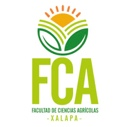 FCA
FACULTAD DE CIENCIAS AGRÍCOLAS
-XALAPA-